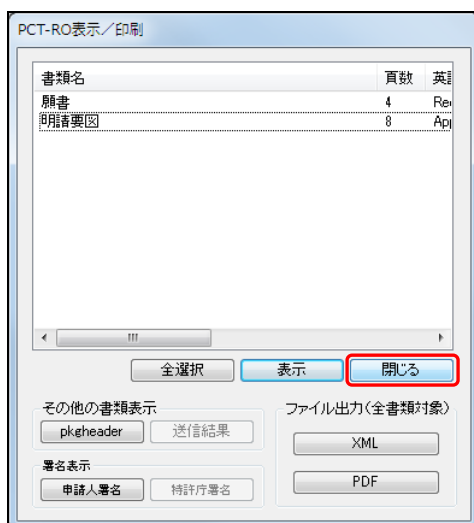 PCT-RO表示／印刷
書類名 頁数 英
願書 4 Re
明請要図 8 Ap
全選択 表示 閉じる
その他の書類表示 ファイル出力(全書類対象)
pkgheader 送信結果 XML
署名表示
申請人署名 特許庁署名 PDF